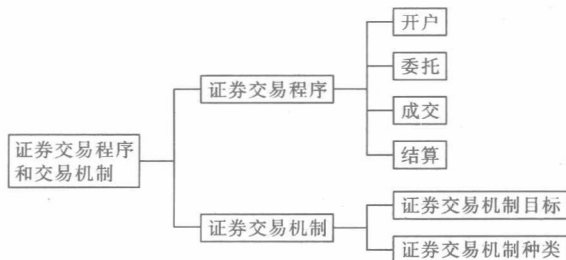 证券交易程序
和交易机制
证券交易程序
开户
委托
成交
结算
证券交易机制
证券交易机制目标
证券交易机制种类